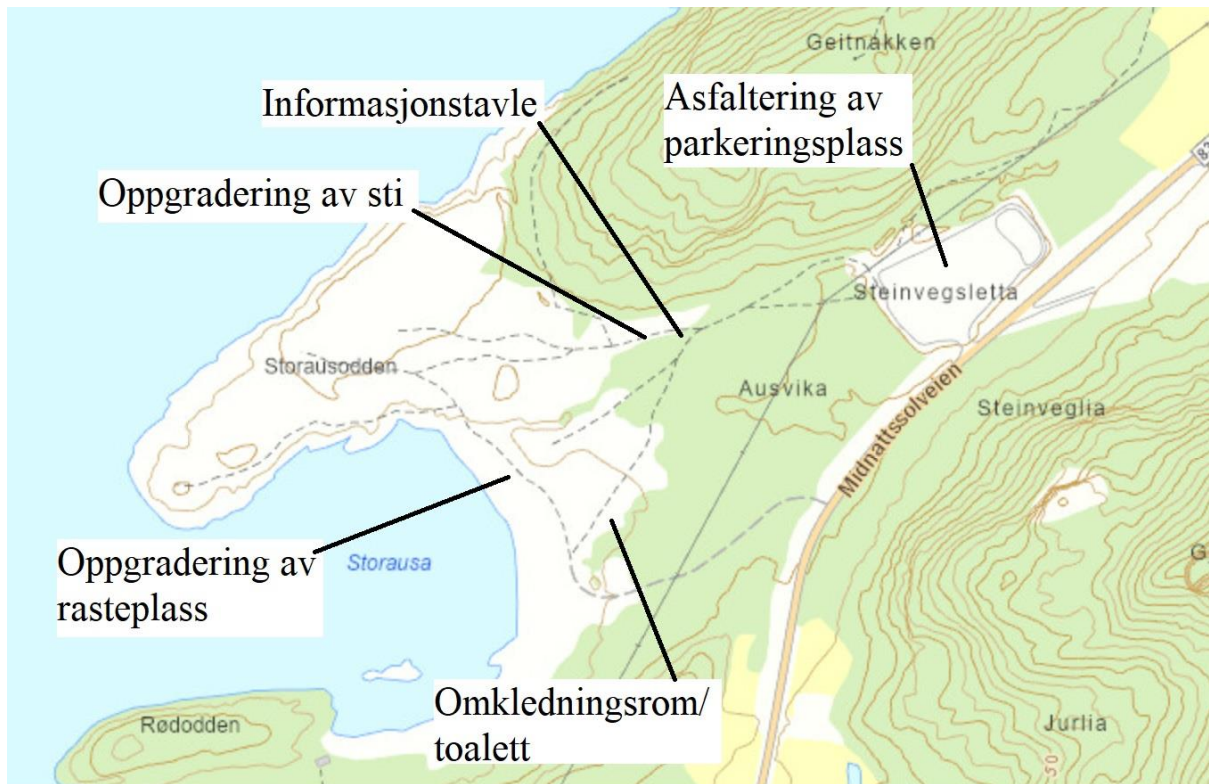 Geitnakken
Informasjonstavle
Asfaltering av
parkeringsplass
Oppgradering av sti
Steinvegsletta
Storausodden
Ausvika
Steinveglia
Midnattssolveien
Oppgradering av
rasteplass
Storausa
Omkledningsrom/
toalett
Rødodden
Jurlia
50